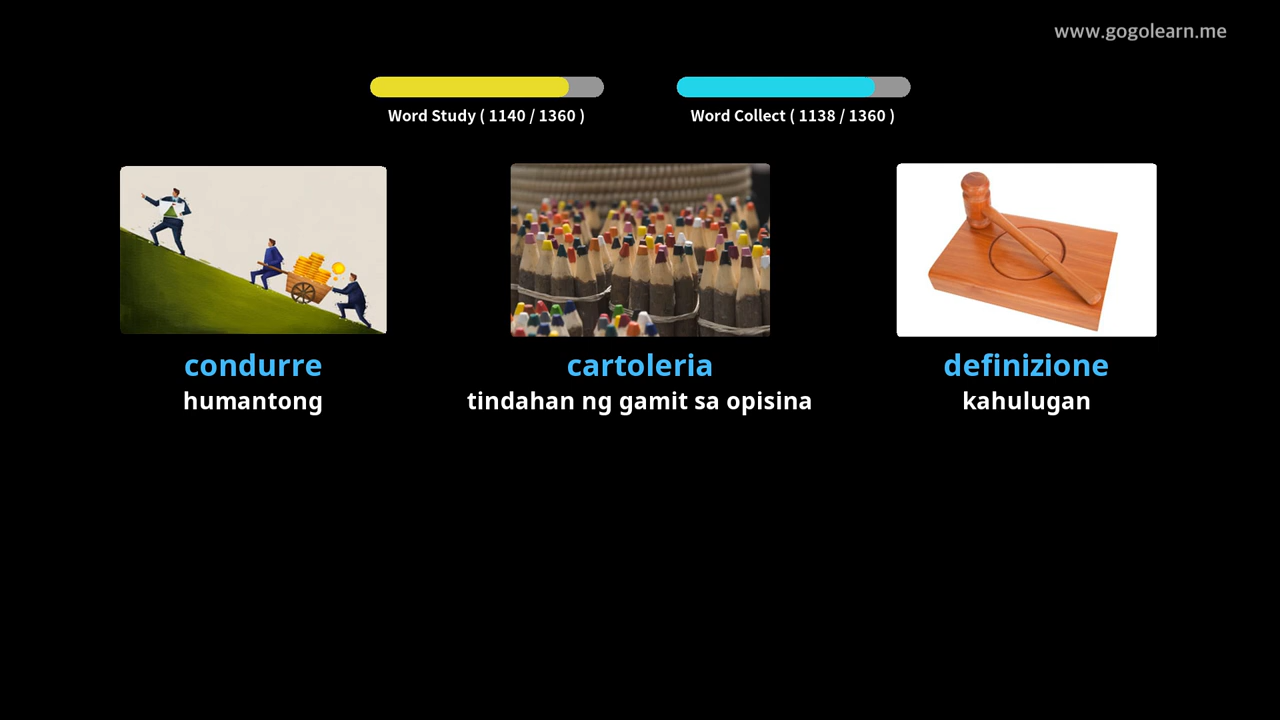 www.gogolearn.me
Word Study ( 1140 / 1360 )
Word Collect ( 1138 / 1360 )
condurre
humantong
cartoleria
tindahan ng gamit sa opisina
definizione
kahulugan